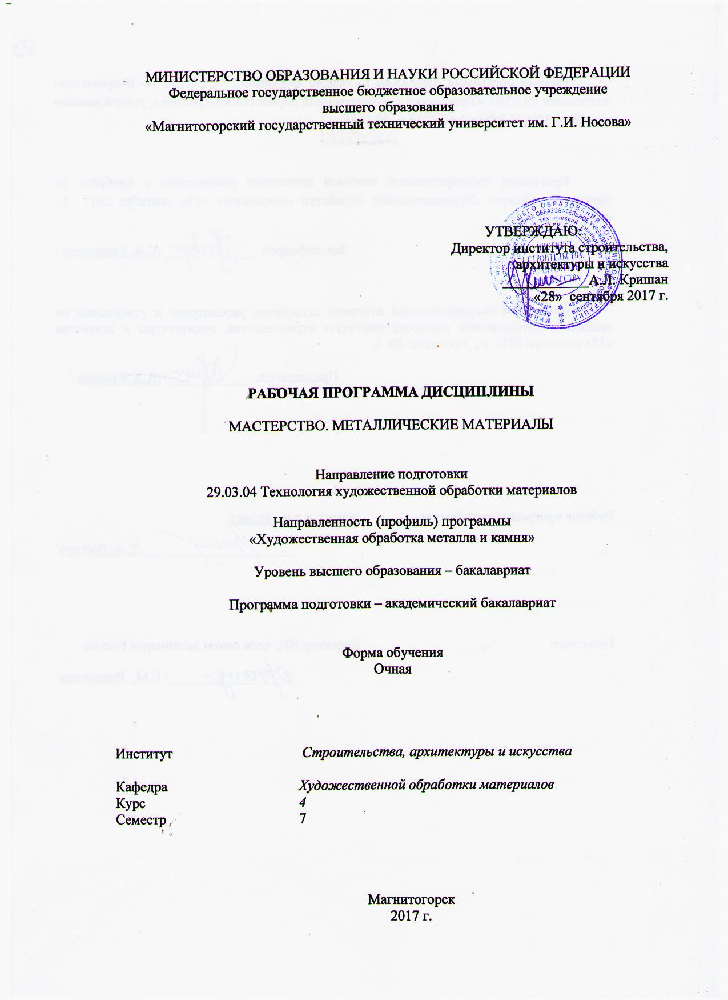 МИНИСТЕРСТВО ОБРАЗОВАНИЯ И НАУКИ РОССИЙСКОЙ ФЕДЕРАЦИИ
Федеральное государственное бюджетное образовательное учреждение
высшего образования
«Магнитогорский государственный технический университет им. Г.И. Носова»
УТВЕРЖДАЮ:
Директор института строительства,
архитектуры и искусства
А.Л. Кришан
«28» сентября 2017 г.
РАБОЧАЯ ПРОГРАММА ДИСЦИПЛИНЫ
МАСТЕРСТВО. МЕТАЛЛИЧЕСКИЕ МАТЕРИАЛЫ
Направление подготовки
29.03.04 Технология художественной обработки материалов
Направленность (профиль) программы
«Художественная обработка металла и камня»
Уровень высшего образования – бакалавриат
Программа подготовки – академический бакалавриат
Форма обучения
Очная
Институт Строительства, архитектуры и искусства
Кафедра Художественной обработки материалов
Курс 4
Семестр 7
Магнитогорск
2017 г.